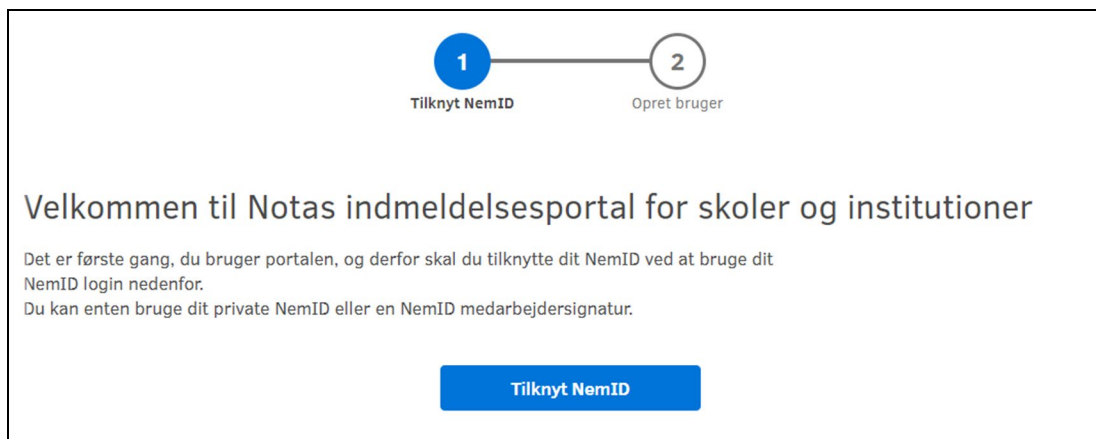 1
2
Tilknyt NemID
Opret bruger
Velkommen til Notas indmeldelsesportal for skoler og institutioner
Det er første gang, du bruger portalen, og derfor skal du tilknytte dit NemID ved at bruge dit
NemID login nedenfor.
Du kan enten bruge dit private NemID eller en NemID medarbejdersignatur.
Tilknyt NemID